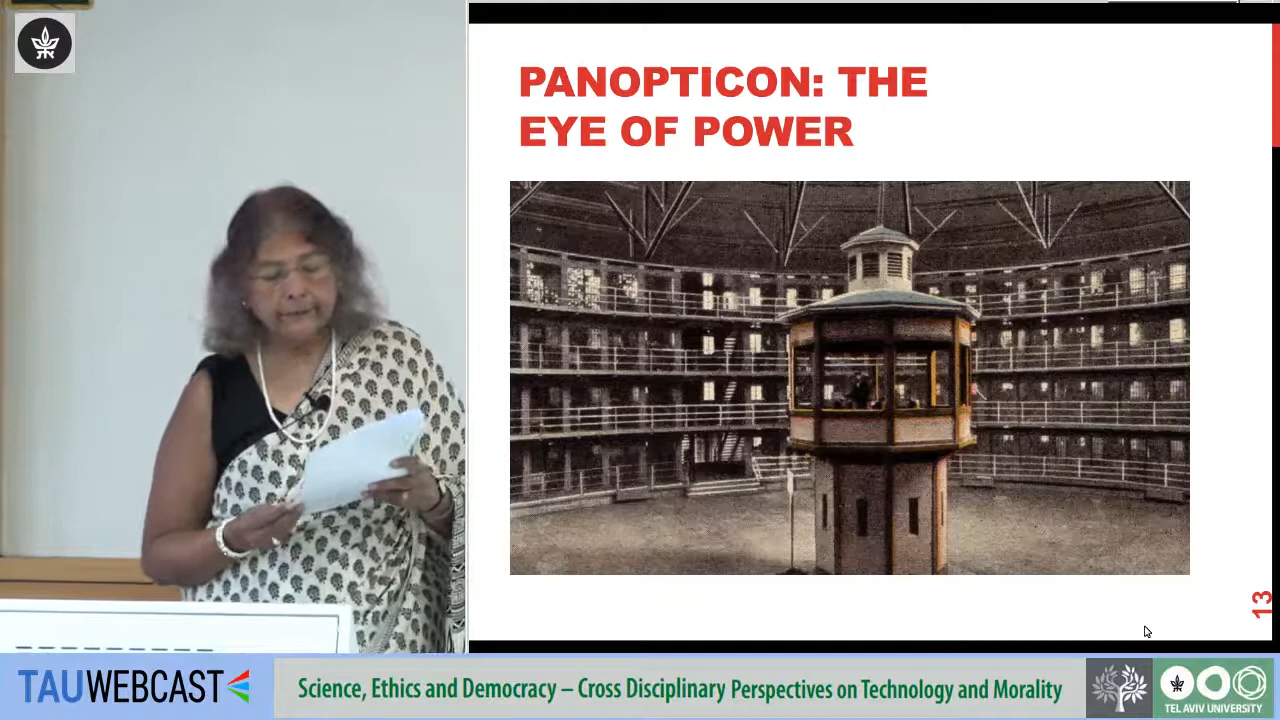 PANOPTICON: THE
EYE OF POWER
13
TAUWEBCAST
Science, Ethics and Democracy – Cross Disciplinary Perspectives on Technology and Morality
TEL AVIV UNIVERSITY